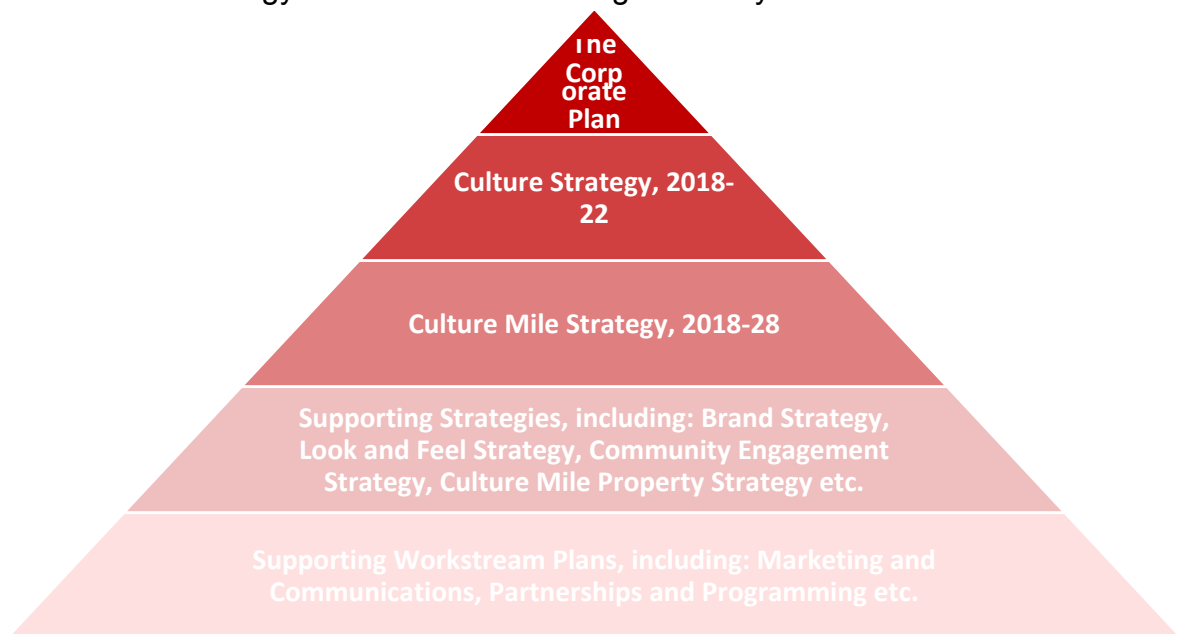 The
Corp
orate
Plan
Culture Strategy, 2018-
22
Culture Mile Strategy, 2018-28
Supporting Strategies, including: Brand Strategy,
Look and Feel Strategy, Community Engagement
Strategy, Culture Mile Property Strategy etc.
Supporting Workstream Plans, including: Marketing and
Communications, Partnerships and Programming etc.